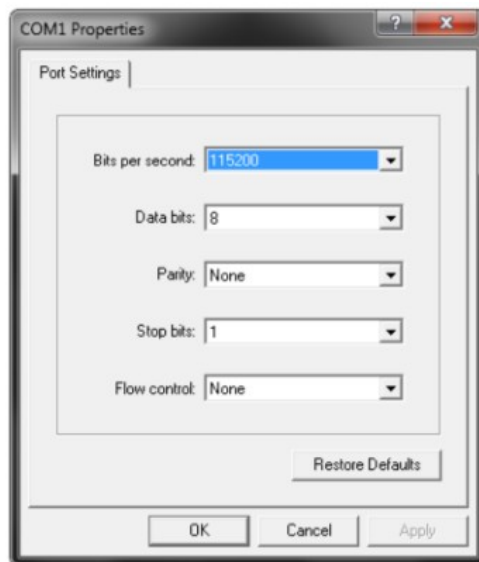 COM1 Properties
Port Settings
Bits per second: 115200
Data bits: 8
Parity: None
Stop bits: 1
Flow control: None
Restore Defaults
OK Cancel Apply